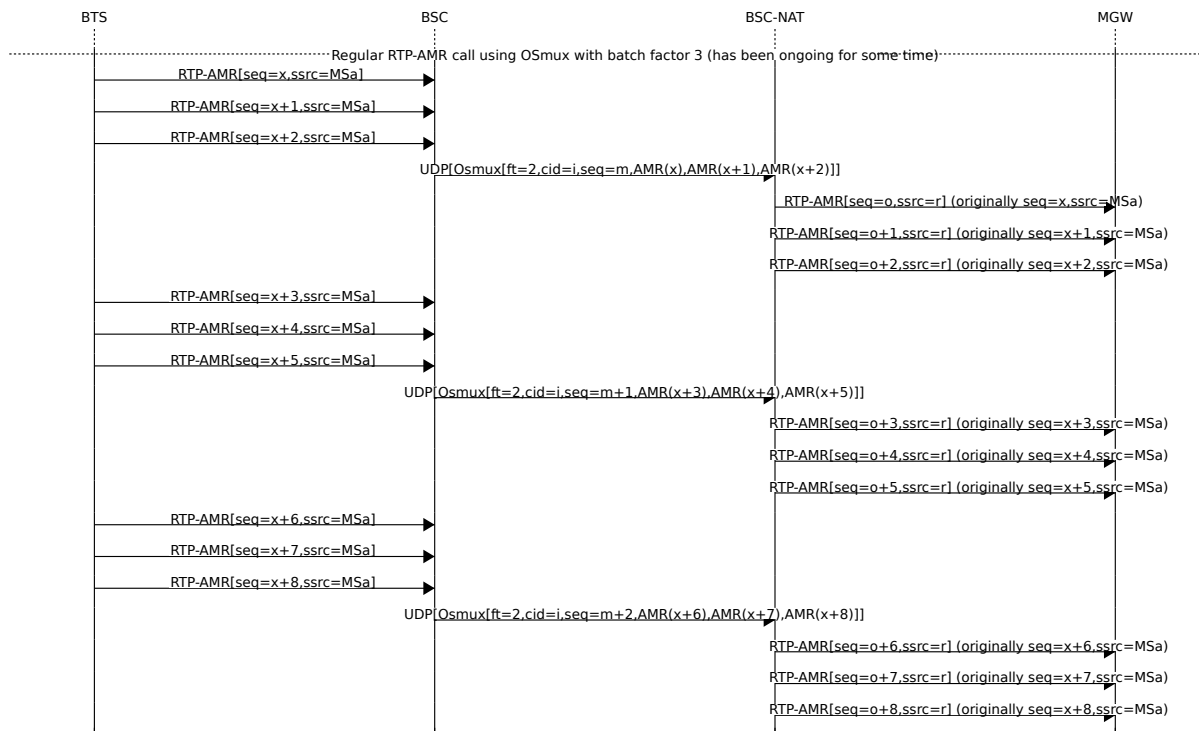 BTS BSC BSC-NAT MGW
Regular RTP-AMR call using OSmux with batch factor 3 (has been ongoing for some time)
RTP-AMR[seq=x,ssrc=MSa]
RTP-AMR[seq=x+1,ssrc=MSa]
RTP-AMR[seq=x+2,ssrc=MSa]
UDP[Osmux[ft=2,cid=i,seq=m,AMR(x),AMR(x+1),AMR(x+2)]]
RTP-AMR[seq=o,ssrc=r] (originally seq=x,ssrc=MSa)
RTP-AMR[seq=o+1,ssrc=r] (originally seq=x+1,ssrc=MSa)
RTP-AMR[seq=o+2,ssrc=r] (originally seq=x+2,ssrc=MSa)
RTP-AMR[seq=x+3,ssrc=MSa]
RTP-AMR[seq=x+4,ssrc=MSa]
RTP-AMR[seq=x+5,ssrc=MSa]
UDP[Osmux[ft=2,cid=i,seq=m+1,AMR(x+3),AMR(x+4),AMR(x+5)]]
RTP-AMR[seq=o+3,ssrc=r] (originally seq=x+3,ssrc=MSa)
RTP-AMR[seq=o+4,ssrc=r] (originally seq=x+4,ssrc=MSa)
RTP-AMR[seq=o+5,ssrc=r] (originally seq=x+5,ssrc=MSa)
RTP-AMR[seq=x+6,ssrc=MSa]
RTP-AMR[seq=x+7,ssrc=MSa]
RTP-AMR[seq=x+8,ssrc=MSa]
UDP[Osmux[ft=2,cid=i,seq=m+2,AMR(x+6),AMR(x+7),AMR(x+8)]]
RTP-AMR[seq=o+6,ssrc=r] (originally seq=x+6,ssrc=MSa)
RTP-AMR[seq=o+7,ssrc=r] (originally seq=x+7,ssrc=MSa)
RTP-AMR[seq=o+8,ssrc=r] (originally seq=x+8,ssrc=MSa)